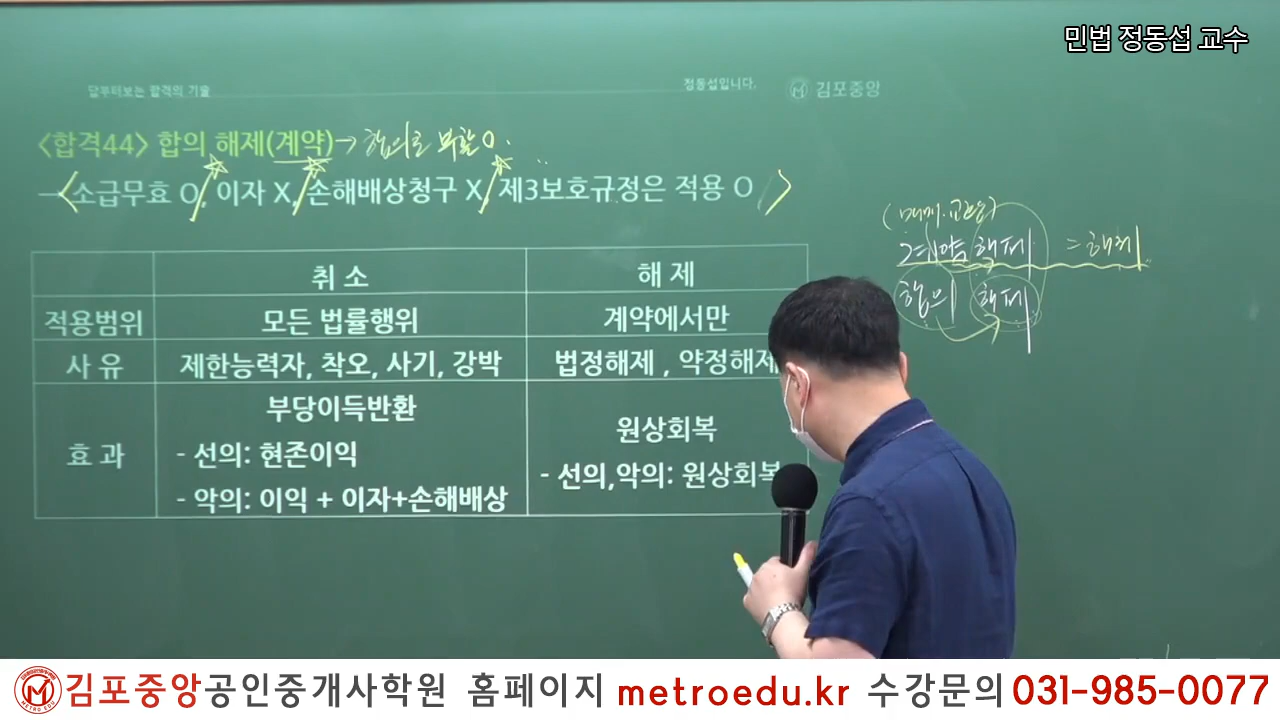 민법 정동섭 교수
답부터보는 합격의 기술
정동섭입니다.
김포중앙
<합격44> 합의 해제(계약) → 합의로 부활 O.
소급무효 O, 이자 X, 손해배상청구 X, 제3보호규정은 적용 O
계약 해제 = 해제
합의 해제
취 소 해 제
적용범위 모든 법률행위 계약에서만
사 유 제한능력자, 착오, 사기, 강박 법정해제 , 약정해제
효 과
부당이득반환
- 선의: 현존이익
- 악의: 이익 + 이자+손해배상
원상회복
- 선의,악의: 원상회복
김포중앙공인중개사학원 홈페이지 metroedu.kr 수강문의 031-985-0077
METRO EDU